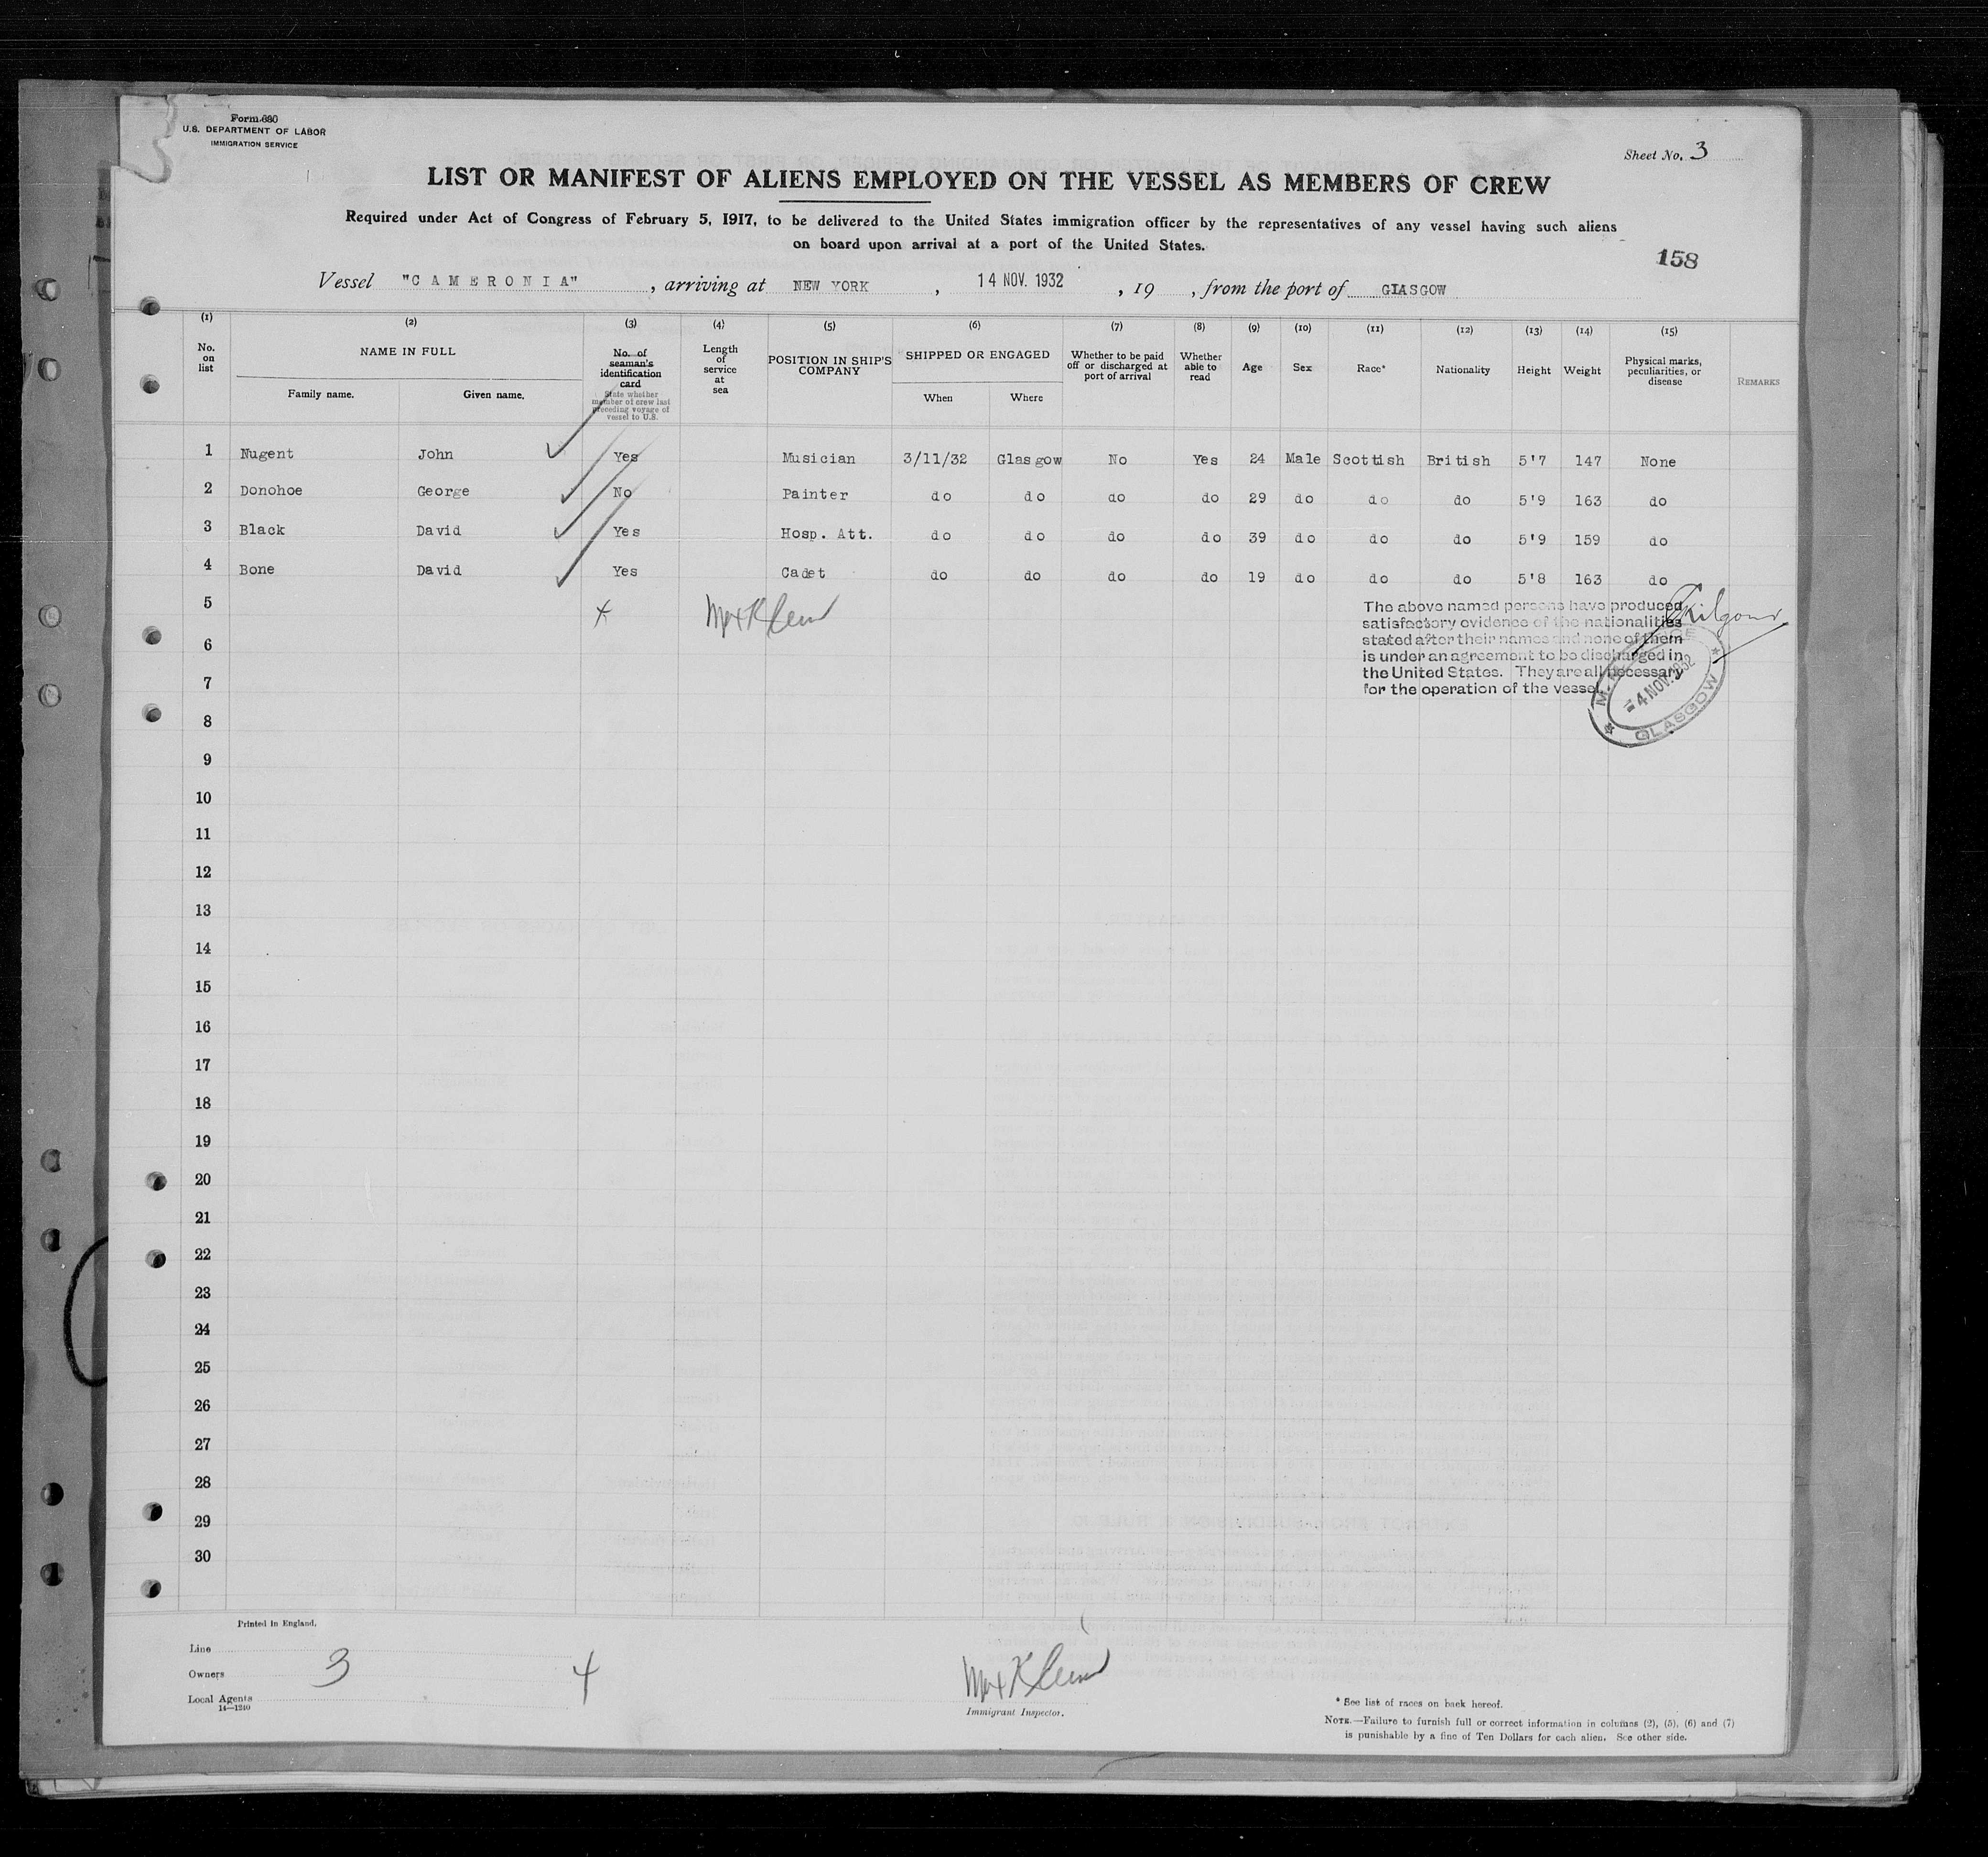 Form 680
U.S. DEPARTMENT OF LABOR
IMMIGRATION SERVICE
Sheet No. 3
LIST OR MANIFEST OF ALIENS EMPLOYED ON THE VESSEL AS MEMBERS OF CREW
Required under Act of Congress of February 5, 1917, to be delivered to the United States immigration officer by the representatives of any vessel having such aliens
on board upon arrival at a port of the United States.
158
Vessel "CAMERONIA", arriving at NEW YORK, 14 NOV. 1932, 19 , from the port of GLASGOW
(1) (2) (3) (4) (5) (6) (7) (8) (9) (10) (11) (12) (13) (14) (15)
No. on list
NAME IN FULL
Family name. Given name.
No. of seaman's identification card
State whether member of crew last preceding voyage of vessel to U.S.
Length of service at sea
POSITION IN SHIP'S COMPANY
SHIPPED OR ENGAGED
When Where
Whether to be paid off or discharged at port of arrival
Whether able to read
Age
Sex
Race*
Nationality
Height
Weight
Physical marks, peculiarities, or disease
REMARKS
1 Nugent John Yes Musician 3/11/32 Glasgow No Yes 24 Male Scottish British 5'7 147 None
2 Donohoe George No Painter do do do do 29 do do do 5'9 163 do
3 Black David Yes Hosp. Att. do do do do 39 do do do 5'9 159 do
4 Bone David Yes Cadet do do do do 19 do do do 5'8 163 do
5
The above named persons have produced
satisfactory evidence of the nationalities
stated after their names and none of them
is under an agreement to be discharged in
the United States. They are all necessary
for the operation of the vessel
Kilgour
4 NOV. 1932
GLASGOW
6
7
8
9
10
11
12
13
14
15
16
17
18
19
20
21
22
23
24
25
26
27
28
29
30
Printed in England.
Line
Owners 3 4
Local Agents
14—1240
Immigrant Inspector.
* See list of races on back hereof.
NOTE.—Failure to furnish full or correct information in columns (2), (5), (6) and (7)
is punishable by a fine of Ten Dollars for each alien. See other side.